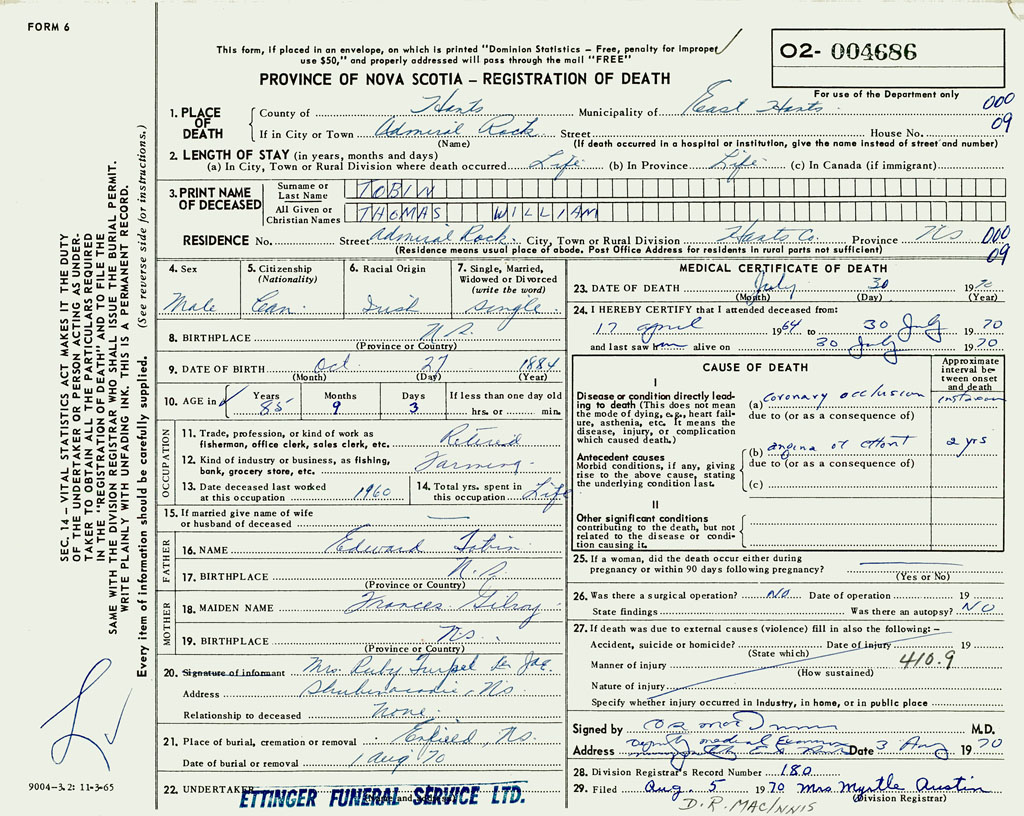 FORM 6
This form, if placed in an envelope, on which is printed "Dominion Statistics – Free, penalty for Improper
use $50," and properly addressed will pass through the mail "FREE"
PROVINCE OF NOVA SCOTIA – REGISTRATION OF DEATH
O2- 004686
For use of the Department only
000
09
1. PLACE OF DEATH
County of Hants Municipality of East Hants
If in City or Town Admiral Rock Street House No.
(Name) (If death occurred in a hospital or institution, give the name instead of street and number)
2. LENGTH OF STAY (in years, months and days)
(a) In City, Town or Rural Division where death occurred Life (b) In Province Life (c) In Canada (if immigrant)
3. PRINT NAME OF DECEASED
Surname or Last Name TOBIN
All Given or Christian Names THOMAS WILLIAM
RESIDENCE No. Street Admiral Rock City, Town or Rural Division Hants Co. Province NS
(Residence means usual place of abode. Post Office Address for residents in rural parts not sufficient)
000
09
4. Sex Male
5. Citizenship (Nationality) Can
6. Racial Origin Irish
7. Single, Married, Widowed or Divorced (write the word) Single
8. BIRTHPLACE N.S.
(Province or Country)
9. DATE OF BIRTH Oct 27 1884
(Month) (Day) (Year)
10. AGE in Years 85 Months 9 Days 3 If less than one day old hrs. or min.
OCCUPATION
11. Trade, profession, or kind of work as fisherman, office clerk, sales clerk, etc. Retired
12. Kind of industry or business, as fishing, bank, grocery store, etc. Farming
13. Date deceased last worked at this occupation 1960
14. Total yrs. spent in this occupation Life
15. If married give name of wife or husband of deceased —
FATHER
16. NAME Edward Tobin
17. BIRTHPLACE N.S.
(Province or Country)
MOTHER
18. MAIDEN NAME Frances Gilroy
19. BIRTHPLACE NS.
(Province or Country)
20. Signature of informant Mrs. Ruby Turpel
Address Shubenacadie, NS
Relationship to deceased None
21. Place of burial, cremation or removal Enfield, NS.
Date of burial or removal 1 Aug 70
22. UNDERTAKER ETTINGER FUNERAL SERVICE LTD.
MEDICAL CERTIFICATE OF DEATH
23. DATE OF DEATH July 30 1970
(Month) (Day) (Year)
24. I HEREBY CERTIFY that I attended deceased from:
17 April 1964 to 30 July 1970
and last saw him alive on 30 July 1970
CAUSE OF DEATH
Approximate interval between onset and death
I
Disease or condition directly leading to death (This does not mean the mode of dying, e.g., heart failure, asthenia, etc. It means the disease, injury, or complication which caused death.)
(a) coronary occlusion
due to (or as a consequence of)
Antecedent causes
Morbid conditions, if any, giving rise to the above cause, stating the underlying condition last.
(b) angina of effort 2 yrs
due to (or as a consequence of)
(c)
II
Other significant conditions
contributing to the death, but not related to the disease or condition causing it.
25. If a woman, did the death occur either during pregnancy or within 90 days following pregnancy?
(Yes or No)
26. Was there a surgical operation? NO Date of operation 19
State findings Was there an autopsy? NO
27. If death was due to external causes (violence) fill in also the following: –
Accident, suicide or homicide? Date of injury 19
(State which)
Manner of injury 410.9
(How sustained)
Nature of injury
Specify whether injury occurred in industry, in home, or in public place
Signed by M.D.
Address Date 3 Aug 1970
28. Division Registrar's Record Number 180
29. Filed Aug. 5 1970 Mrs. Myrtle Austin
(Division Registrar)
D.R. MACINNIS
SEC. 14 – VITAL STATISTICS ACT MAKES IT THE DUTY
OF THE UNDERTAKER OR PERSON ACTING AS UNDER-
TAKER TO OBTAIN ALL THE PARTICULARS REQUIRED
IN THE "REGISTRATION OF DEATH" AND TO FILE THE
SAME WITH THE DIVISION REGISTRAR WHO SHALL ISSUE THE BURIAL PERMIT.
WRITE PLAINLY WITH UNFADING INK. THIS IS A PERMANENT RECORD.
Every item of information should be carefully supplied. (See reverse side for instructions.)
9004-3.2: 11-3-65